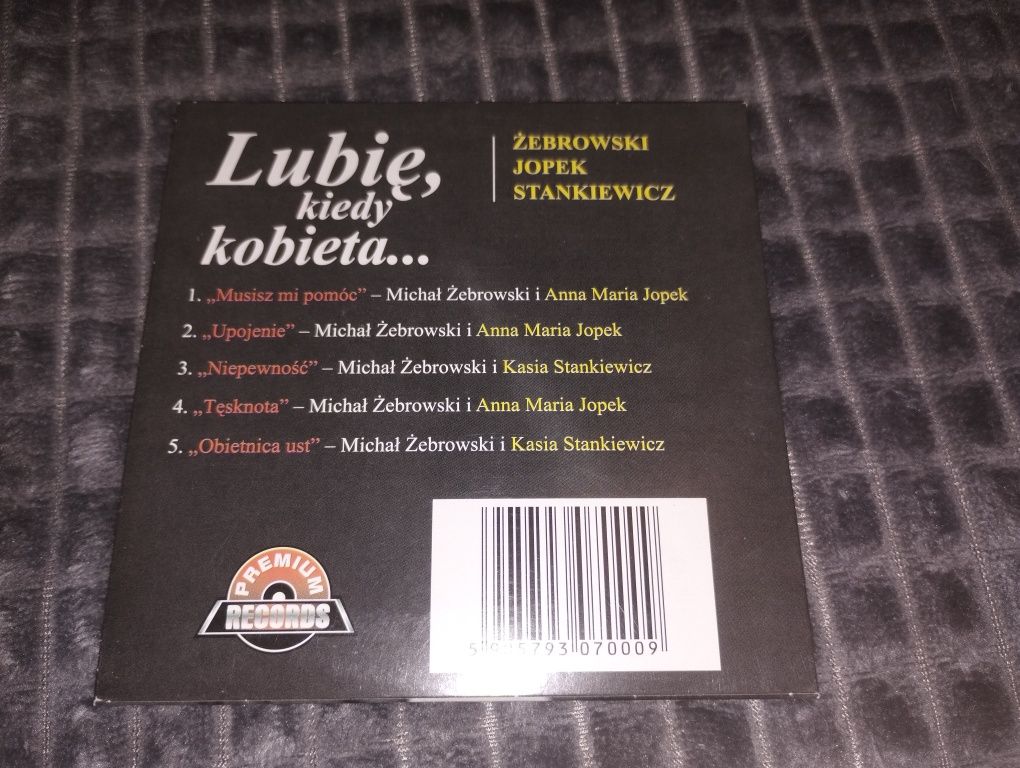 Lubię,
kiedy
kobieta...
ŻEBROWSKI
JOPEK
STANKIEWICZ
1. „Musisz mi pomóc” – Michał Żebrowski i Anna Maria Jopek
2. „Upojenie” – Michał Żebrowski i Anna Maria Jopek
3. „Niepewność” – Michał Żebrowski i Kasia Stankiewicz
4. „Tęsknota” – Michał Żebrowski i Anna Maria Jopek
5. „Obietnica ust” – Michał Żebrowski i Kasia Stankiewicz
PREMIUM
RECORDS
070009